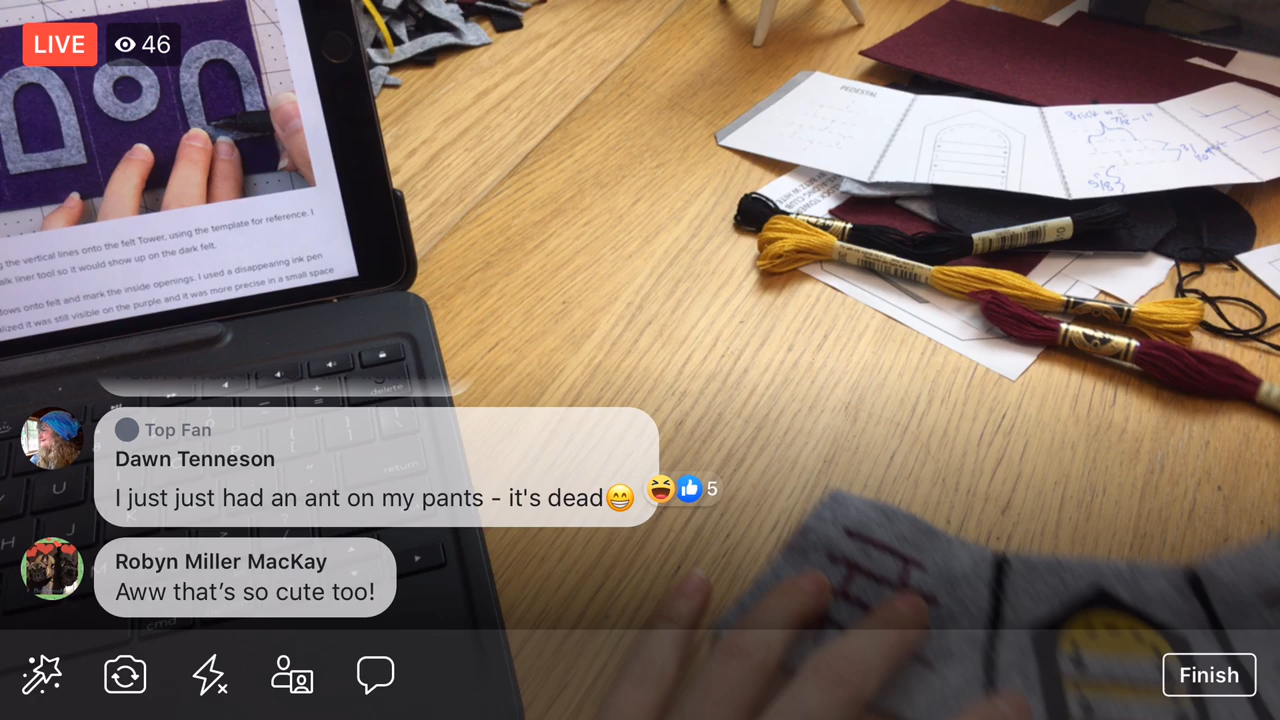 LIVE
46
g the vertical lines onto the felt Tower, using the template for reference. I
alk liner tool so it would show up on the dark felt.
dows onto felt and mark the inside openings. I used a disappearing ink pen
alized it was still visible on the purple and it was more precise in a small space
PEDESTAL
Top Fan
Dawn Tenneson
I just just had an ant on my pants - it's dead😁
5
Robyn Miller MacKay
Aww that’s so cute too!
delete
return
U
H
J
cmd
Finish